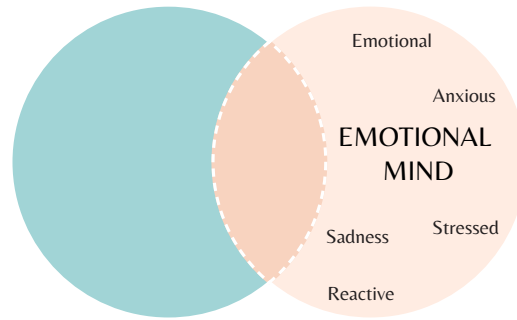 Emotional
Anxious
EMOTIONAL
MIND
Stressed
Sadness
Reactive